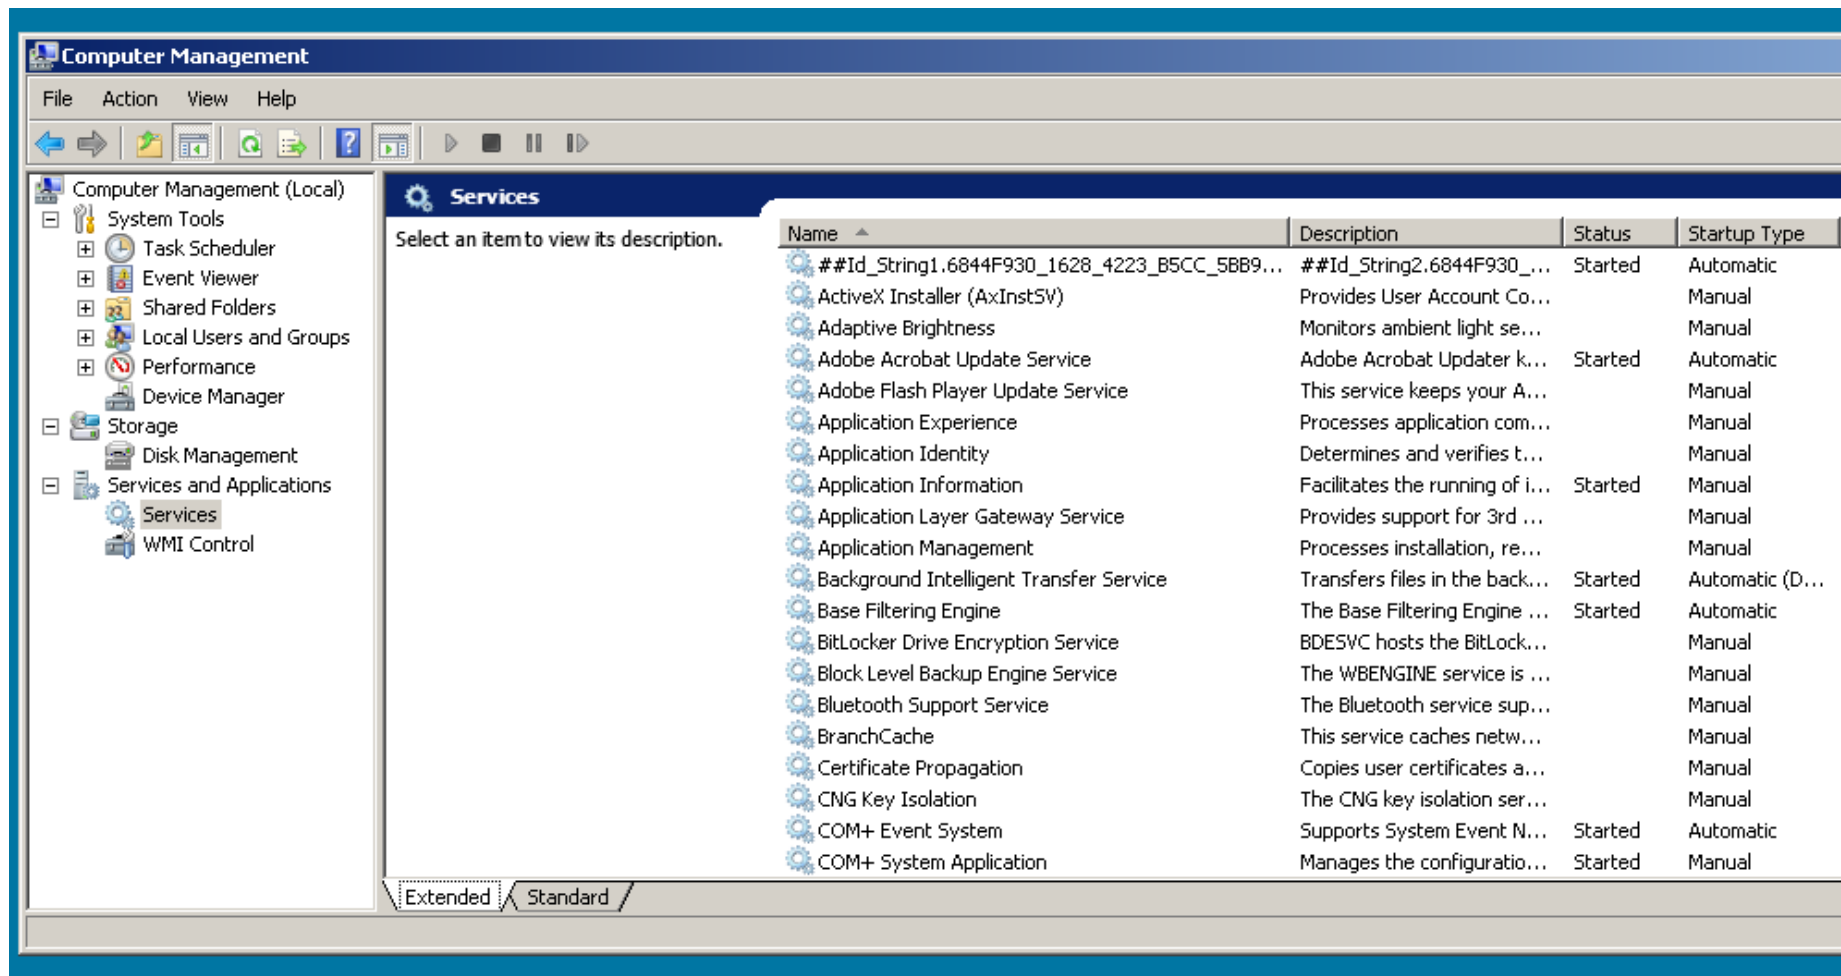 Computer Management
File Action View Help
Computer Management (Local)
System Tools
Task Scheduler
Event Viewer
Shared Folders
Local Users and Groups
Performance
Device Manager
Storage
Disk Management
Services and Applications
Services
WMI Control
Services
Select an item to view its description.
Name Description Status Startup Type
##Id_String1.6844F930_1628_4223_B5CC_5BB9... ##Id_String2.6844F930_... Started Automatic
ActiveX Installer (AxInstSV) Provides User Account Co... Manual
Adaptive Brightness Monitors ambient light se... Manual
Adobe Acrobat Update Service Adobe Acrobat Updater k... Started Automatic
Adobe Flash Player Update Service This service keeps your A... Manual
Application Experience Processes application com... Manual
Application Identity Determines and verifies t... Manual
Application Information Facilitates the running of i... Started Manual
Application Layer Gateway Service Provides support for 3rd ... Manual
Application Management Processes installation, re... Manual
Background Intelligent Transfer Service Transfers files in the back... Started Automatic (D...
Base Filtering Engine The Base Filtering Engine ... Started Automatic
BitLocker Drive Encryption Service BDESVC hosts the BitLock... Manual
Block Level Backup Engine Service The WBENGINE service is ... Manual
Bluetooth Support Service The Bluetooth service sup... Manual
BranchCache This service caches netw... Manual
Certificate Propagation Copies user certificates a... Manual
CNG Key Isolation The CNG key isolation ser... Manual
COM+ Event System Supports System Event N... Started Automatic
COM+ System Application Manages the configuratio... Started Manual
Extended Standard